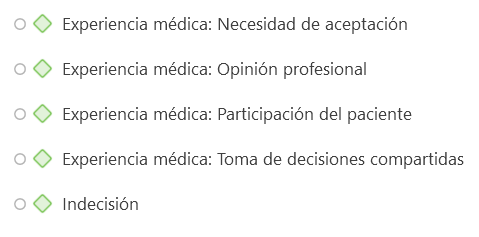 Experiencia médica: Necesidad de aceptación
Experiencia médica: Opinión profesional
Experiencia médica: Participación del paciente
Experiencia médica: Toma de decisiones compartidas
Indecisión